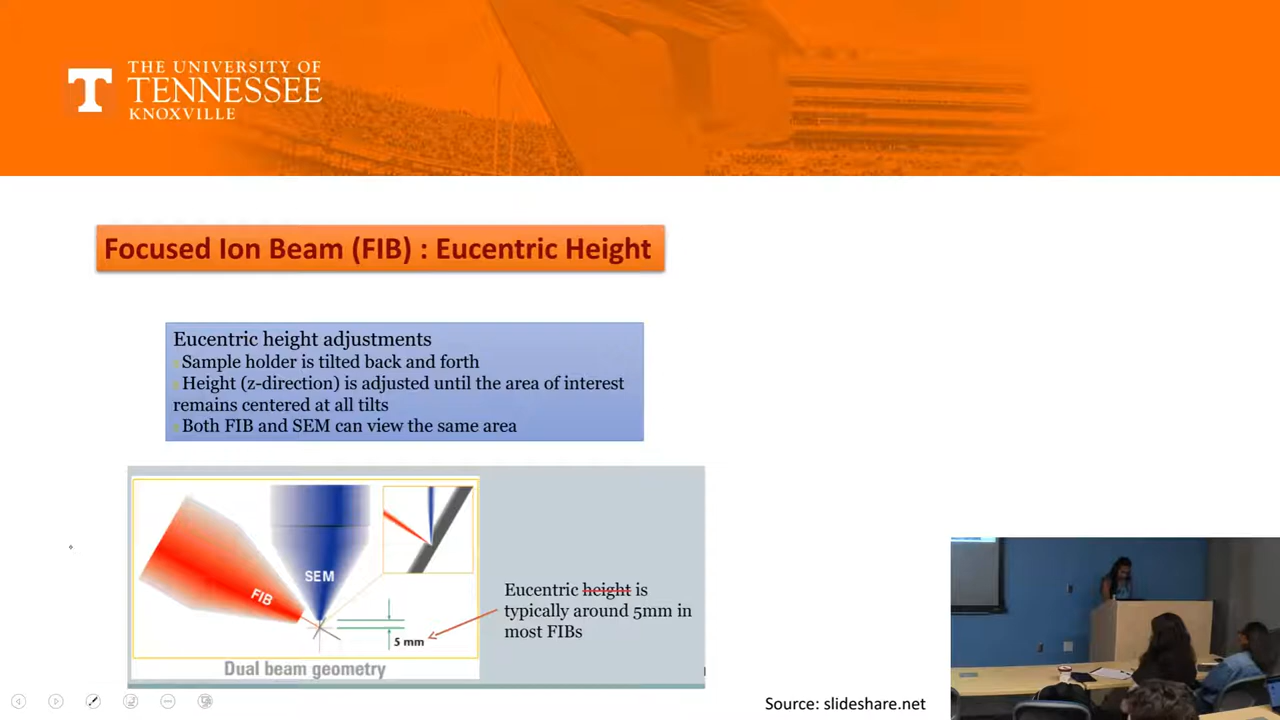 THE UNIVERSITY OF
TENNESSEE
KNOXVILLE
Focused Ion Beam (FIB) : Eucentric Height
Eucentric height adjustments
Sample holder is tilted back and forth
Height (z-direction) is adjusted until the area of interest
remains centered at all tilts
Both FIB and SEM can view the same area
SEM
FIB
5 mm
Dual beam geometry
Eucentric height is
typically around 5mm in
most FIBs
Source: slideshare.net